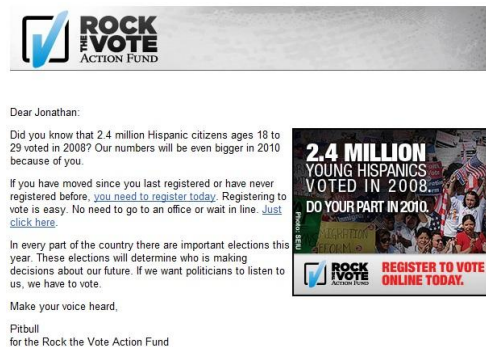 ROCK
THE VOTE
ACTION FUND
Dear Jonathan:
Did you know that 2.4 million Hispanic citizens ages 18 to
29 voted in 2008? Our numbers will be even bigger in 2010
because of you.
If you have moved since you last registered or have never
registered before, you need to register today. Registering to
vote is easy. No need to go to an office or wait in line. Just
click here.
In every part of the country there are important elections this
year. These elections will determine who is making
decisions about our future. If we want politicians to listen to
us, we have to vote.
Make your voice heard,
Pitbull
for the Rock the Vote Action Fund
2.4 MILLION
YOUNG HISPANICS
VOTED IN 2008.
DO YOUR PART IN 2010.
Photo: SEIU
ROCK
THE VOTE
ACTION FUND
REGISTER TO VOTE
ONLINE TODAY.